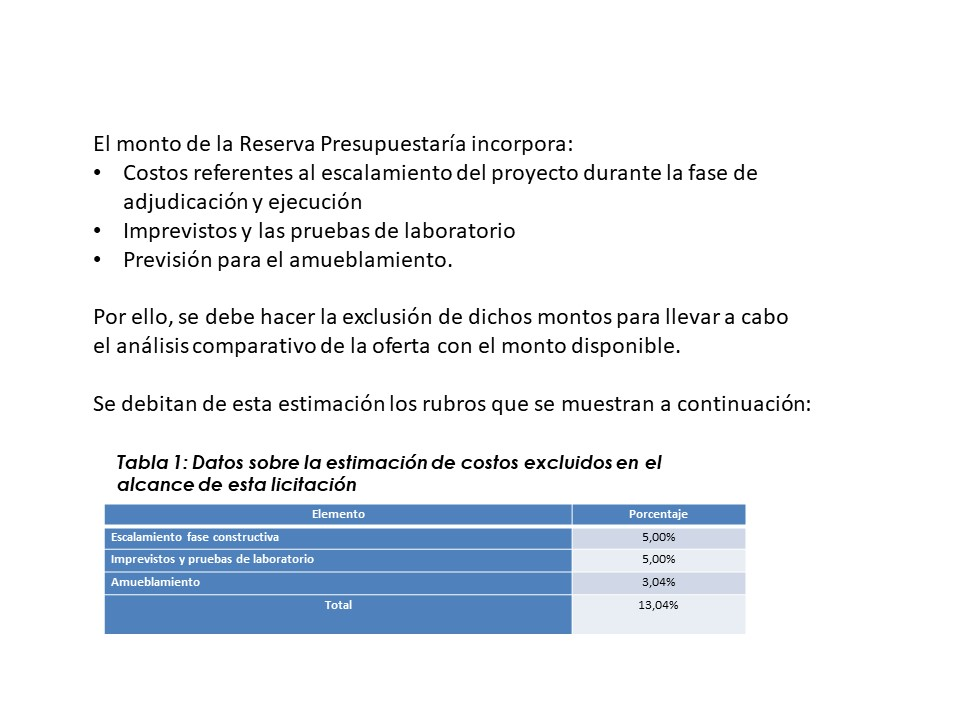 El monto de la Reserva Presupuestaría incorpora:
• Costos referentes al escalamiento del proyecto durante la fase de
adjudicación y ejecución
• Imprevistos y las pruebas de laboratorio
• Previsión para el amueblamiento.
Por ello, se debe hacer la exclusión de dichos montos para llevar a cabo
el análisis comparativo de la oferta con el monto disponible.
Se debitan de esta estimación los rubros que se muestran a continuación:
Tabla 1: Datos sobre la estimación de costos excluidos en el
alcance de esta licitación
Elemento Porcentaje
Escalamiento fase constructiva 5,00%
Imprevistos y pruebas de laboratorio 5,00%
Amueblamiento 3,04%
Total 13,04%